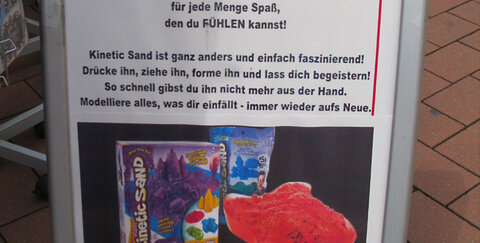 für jede Menge Spaß,
den du FÜHLEN kannst!
Kinetic Sand ist ganz anders und einfach faszinierend!
Drücke ihn, ziehe ihn, forme ihn und lass dich begeistern!
So schnell gibst du ihn nicht mehr aus der Hand.
Modelliere alles, was dir einfällt - immer wieder aufs Neue.
Kinetic-SAND